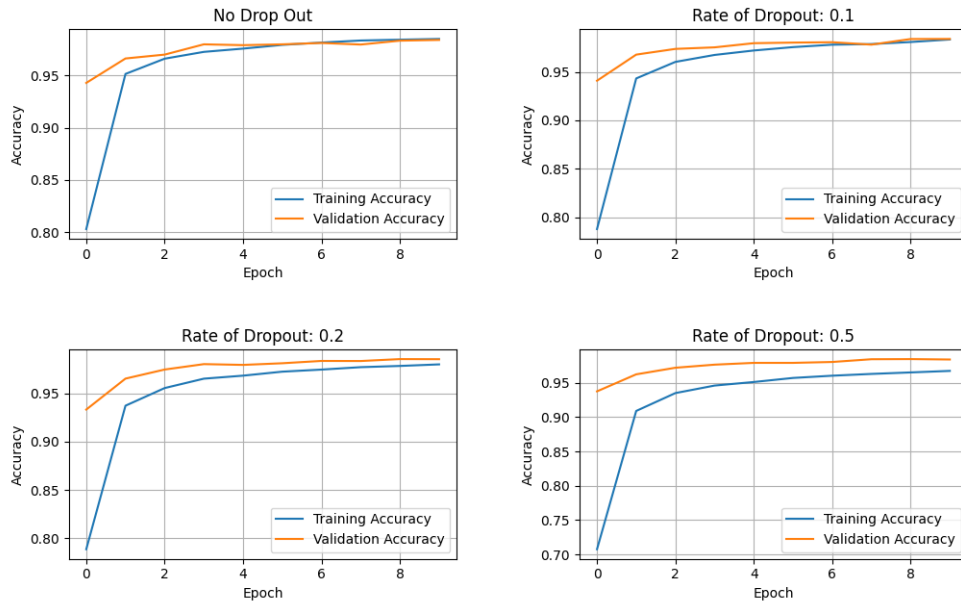 No Drop Out
0.95
0.90
0.85
0.80
Accuracy
Training Accuracy
Validation Accuracy
0 2 4 6 8
Epoch
Rate of Dropout: 0.1
0.95
0.90
0.85
0.80
Accuracy
Training Accuracy
Validation Accuracy
0 2 4 6 8
Epoch
Rate of Dropout: 0.2
0.95
0.90
0.85
0.80
Accuracy
Training Accuracy
Validation Accuracy
0 2 4 6 8
Epoch
Rate of Dropout: 0.5
0.95
0.90
0.85
0.80
0.75
0.70
Accuracy
Training Accuracy
Validation Accuracy
0 2 4 6 8
Epoch